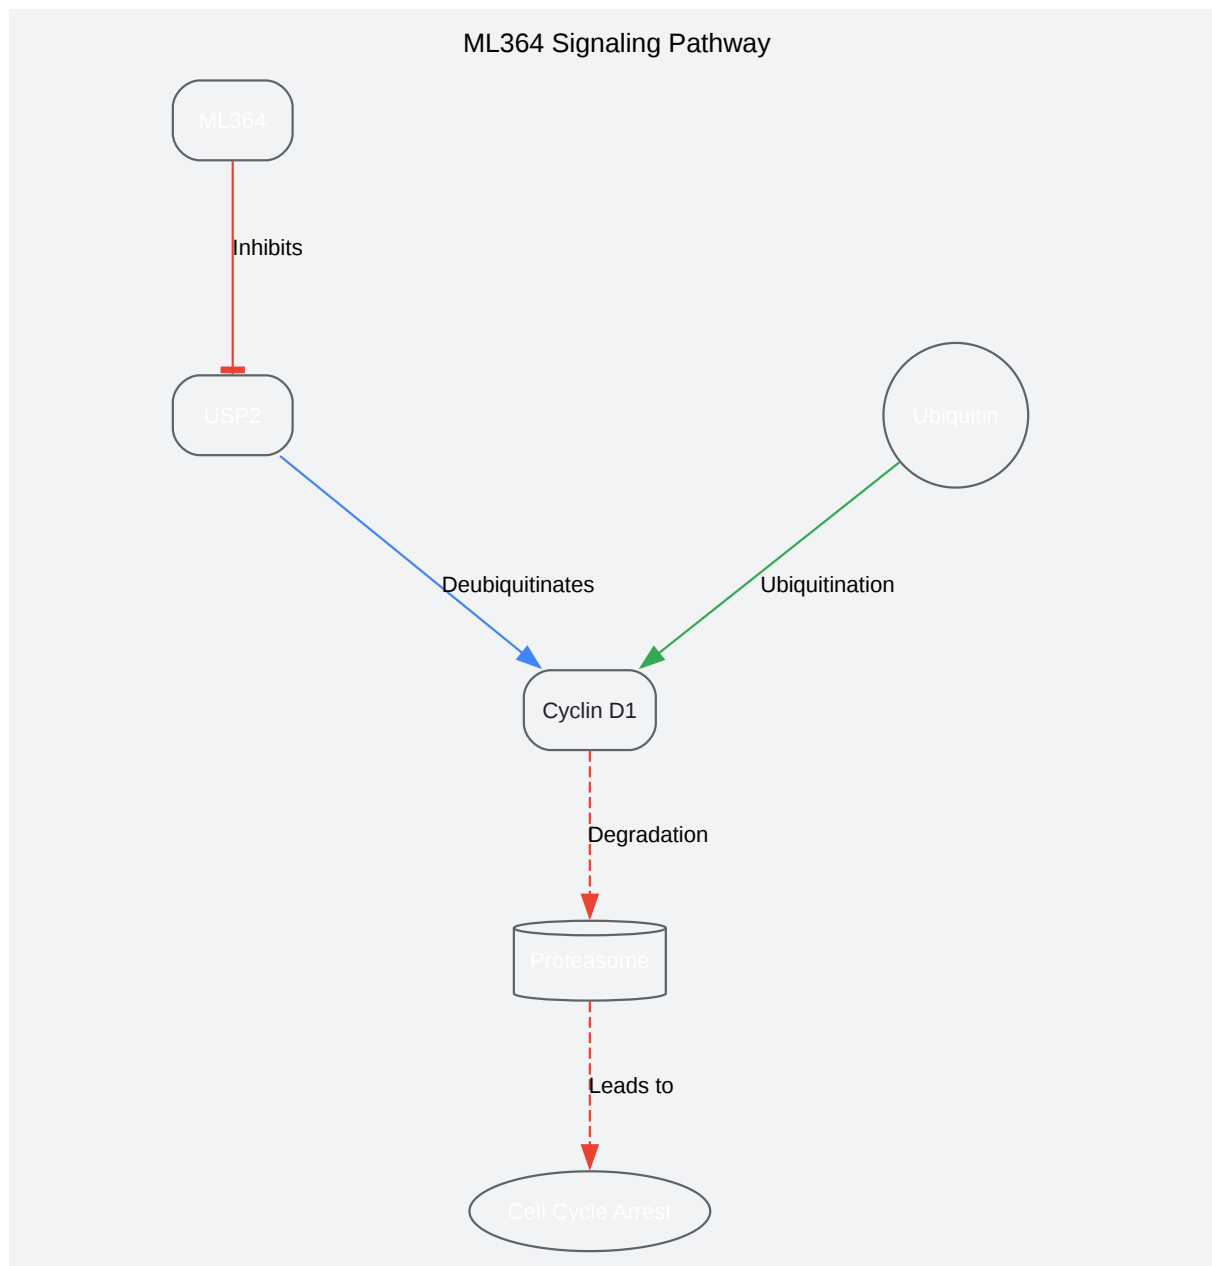 ML364 Signaling Pathway
ML364
Inhibits
USP2
Ubiquitin
Deubiquitinates
Ubiquitination
Cyclin D1
Degradation
Proteasome
Leads to
Cell Cycle Arrest